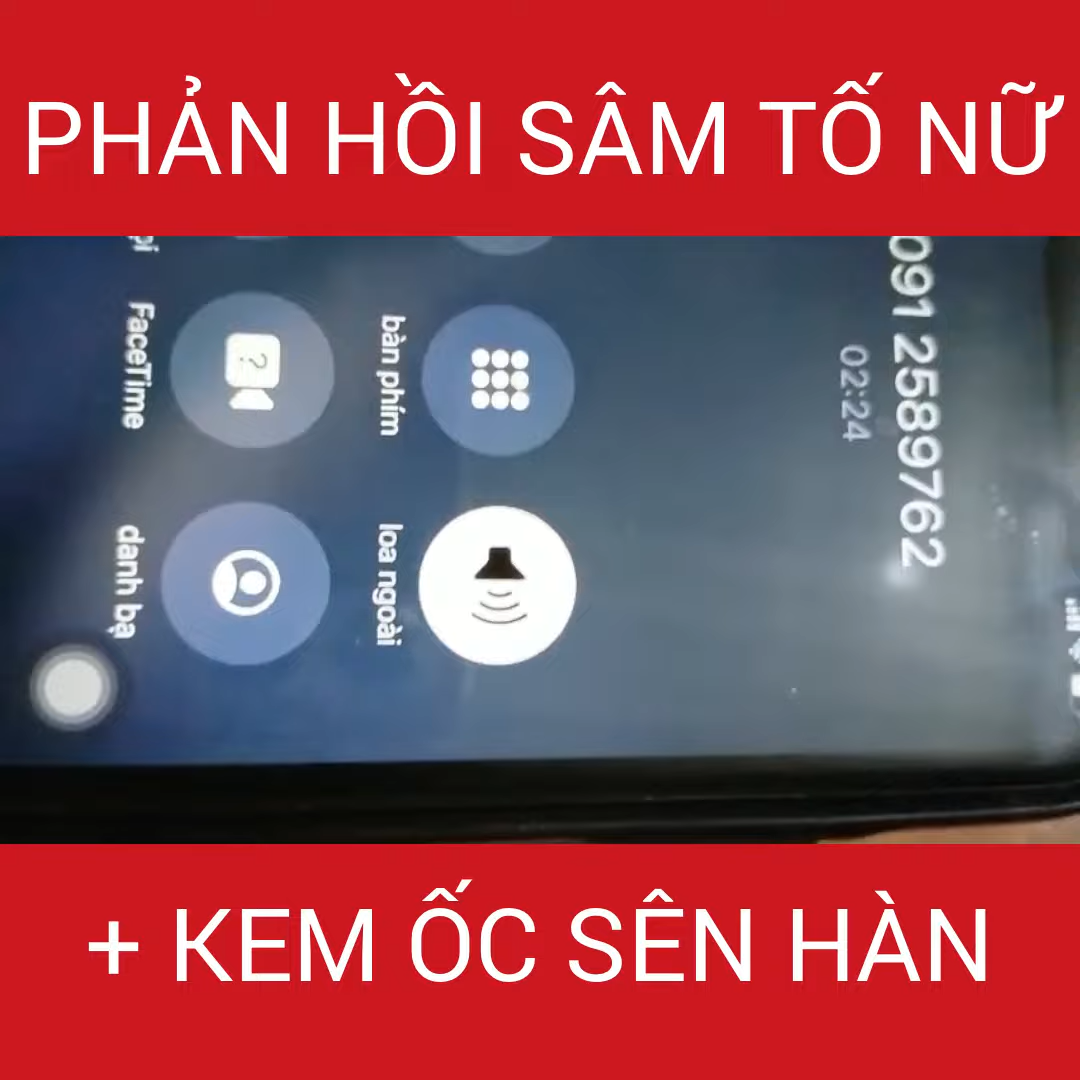 PHẢN HỒI SÂM TỐ NỮ
091 2589762
02:24
bàn phím
loa ngoài
FaceTime
danh bạ
+ KEM ỐC SÊN HÀN